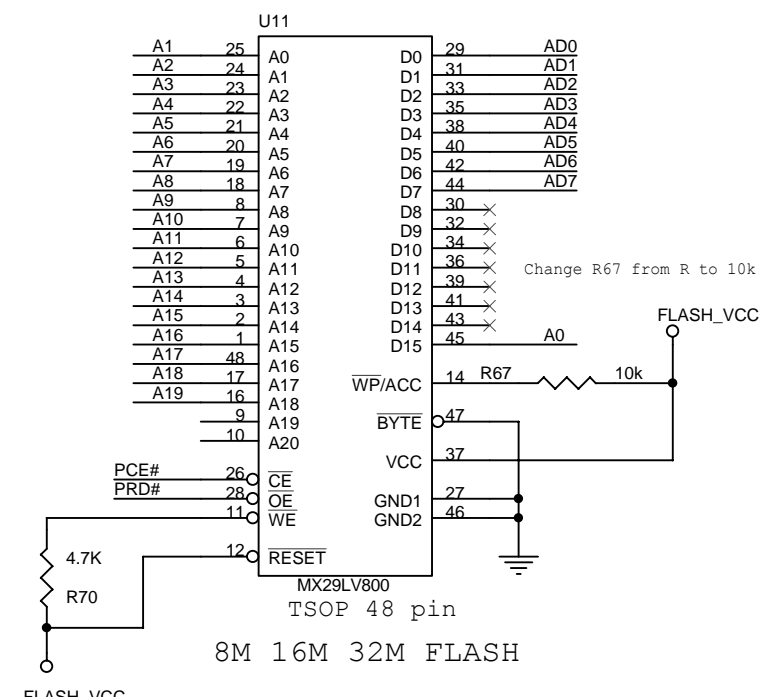 U11
A1 25 A0 D0 29 AD0
A2 24 A1 D1 31 AD1
A3 23 A2 D2 33 AD2
A4 22 A3 D3 35 AD3
A5 21 A4 D4 38 AD4
A6 20 A5 D5 40 AD5
A7 19 A6 D6 42 AD6
A8 18 A7 D7 44 AD7
A9 8 A8 D8 30
A10 7 A9 D9 32
A11 6 A10 D10 34
A12 5 A11 D11 36 Change R67 from R to 10k
A13 4 A12 D12 39
A14 3 A13 D13 41
A15 2 A14 D14 43 FLASH_VCC
A16 1 A15 D15 45 A0
A17 48 A16
A18 17 A17 WP/ACC 14 R67 10k
A19 16 A18
9 A19 BYTE 47
10 A20
VCC 37
PCE# 26 CE
PRD# 28 OE GND1 27
11 WE GND2 46
12 RESET
4.7K
R70
MX29LV800
TSOP 48 pin
8M 16M 32M FLASH
FLASH_VCC